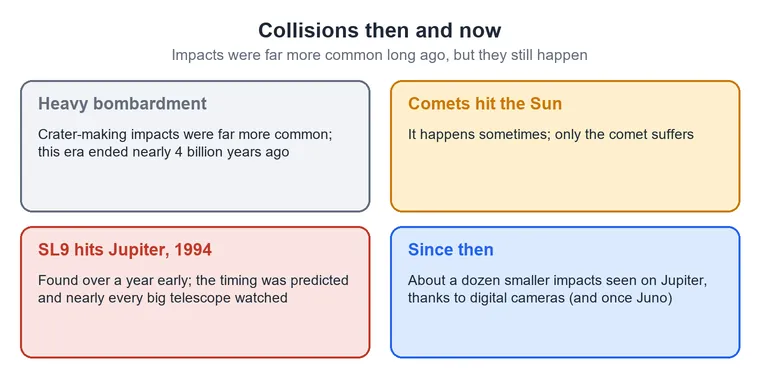 Collisions then and now
Impacts were far more common long ago, but they still happen
Heavy bombardment
Crater-making impacts were far more common;
this era ended nearly 4 billion years ago
Comets hit the Sun
It happens sometimes; only the comet suffers
SL9 hits Jupiter, 1994
Found over a year early; the timing was predicted
and nearly every big telescope watched
Since then
About a dozen smaller impacts seen on Jupiter,
thanks to digital cameras (and once Juno)